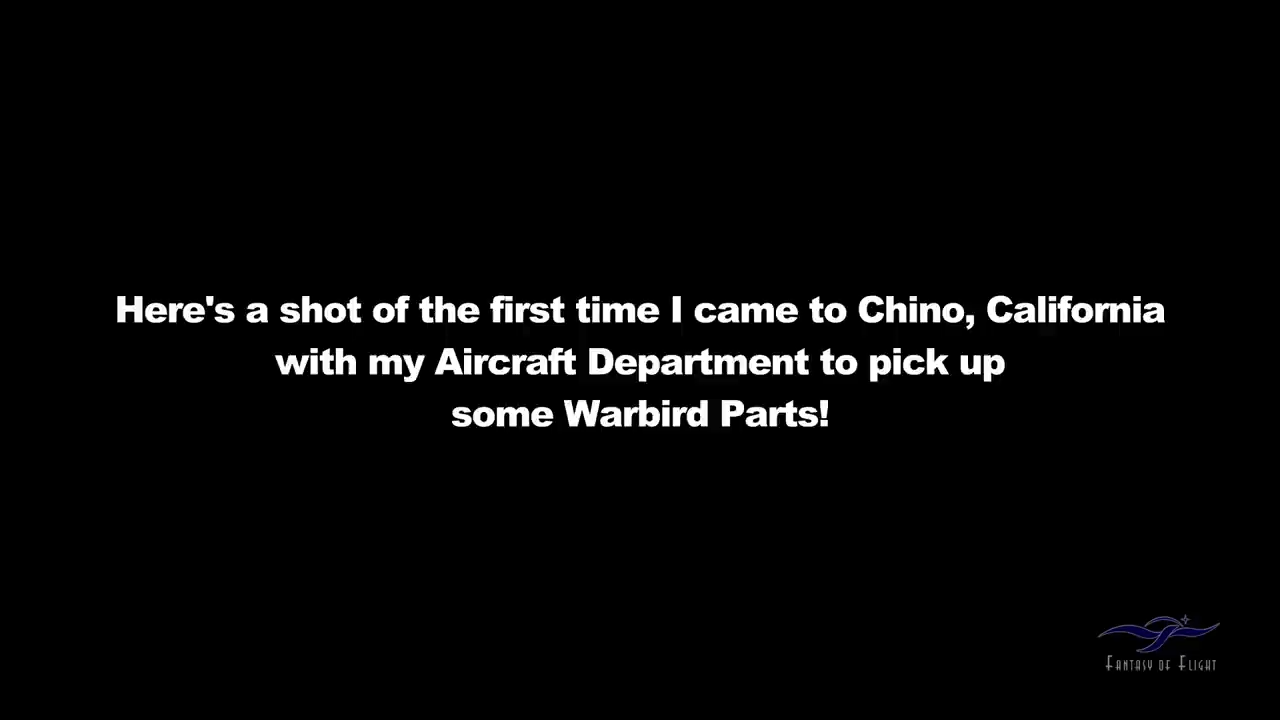 Here's a shot of the first time I came to Chino, California
with my Aircraft Department to pick up
some Warbird Parts!
Fantasy of Flight